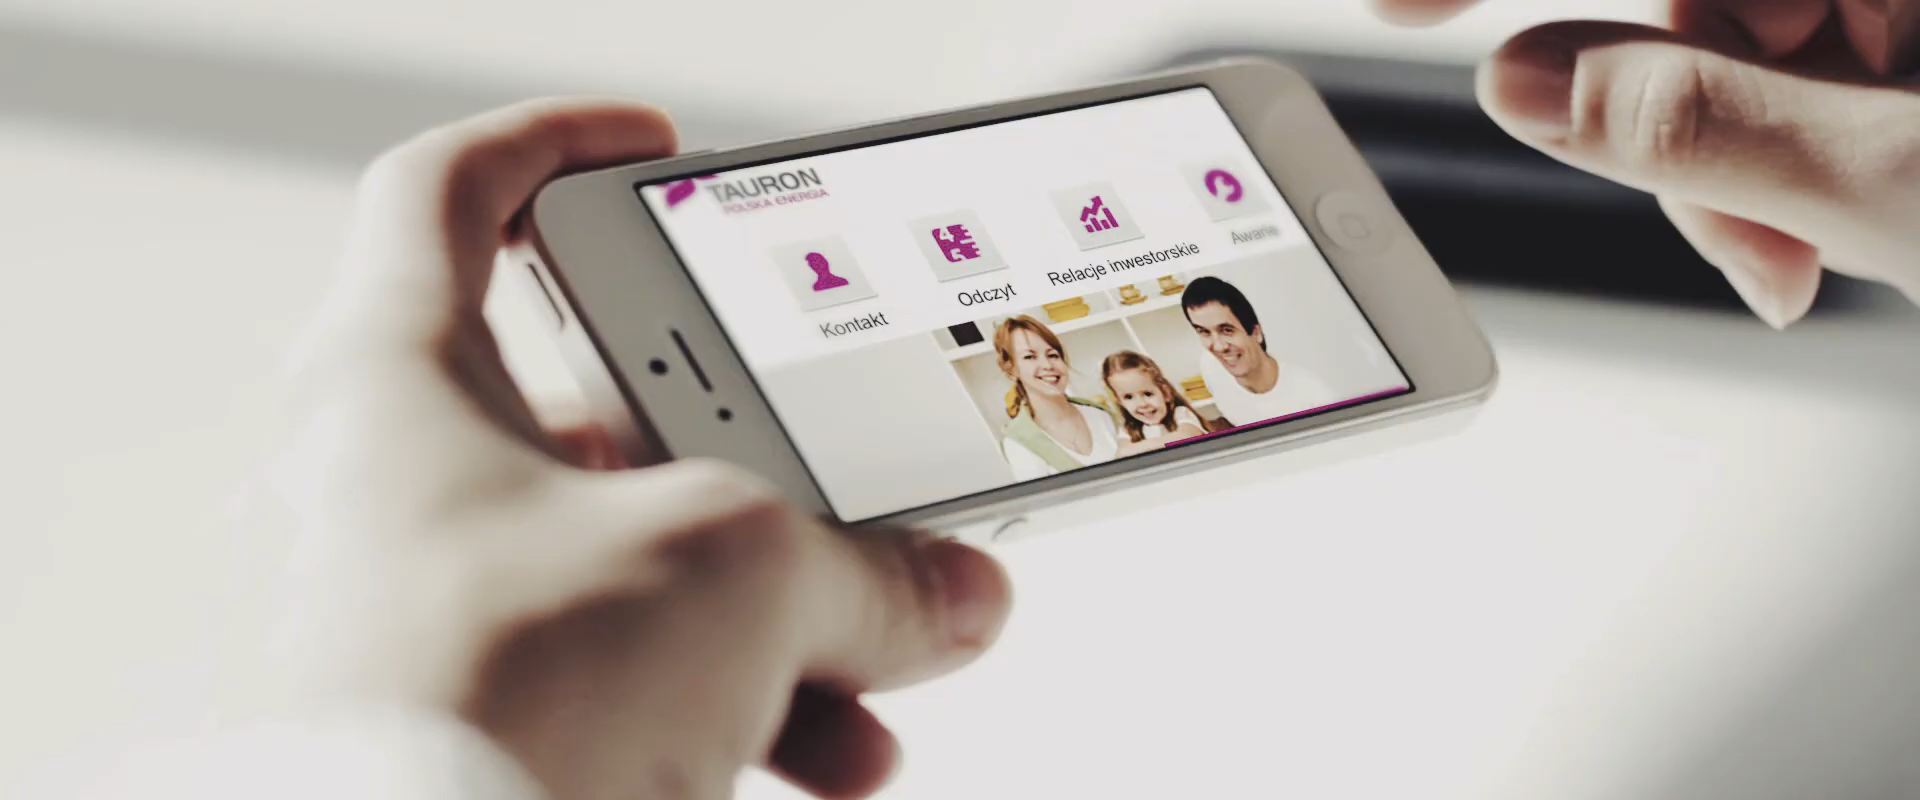 TAURON
POLSKA ENERGIA
Kontakt
Odczyt
Relacje inwestorskie
Awarie